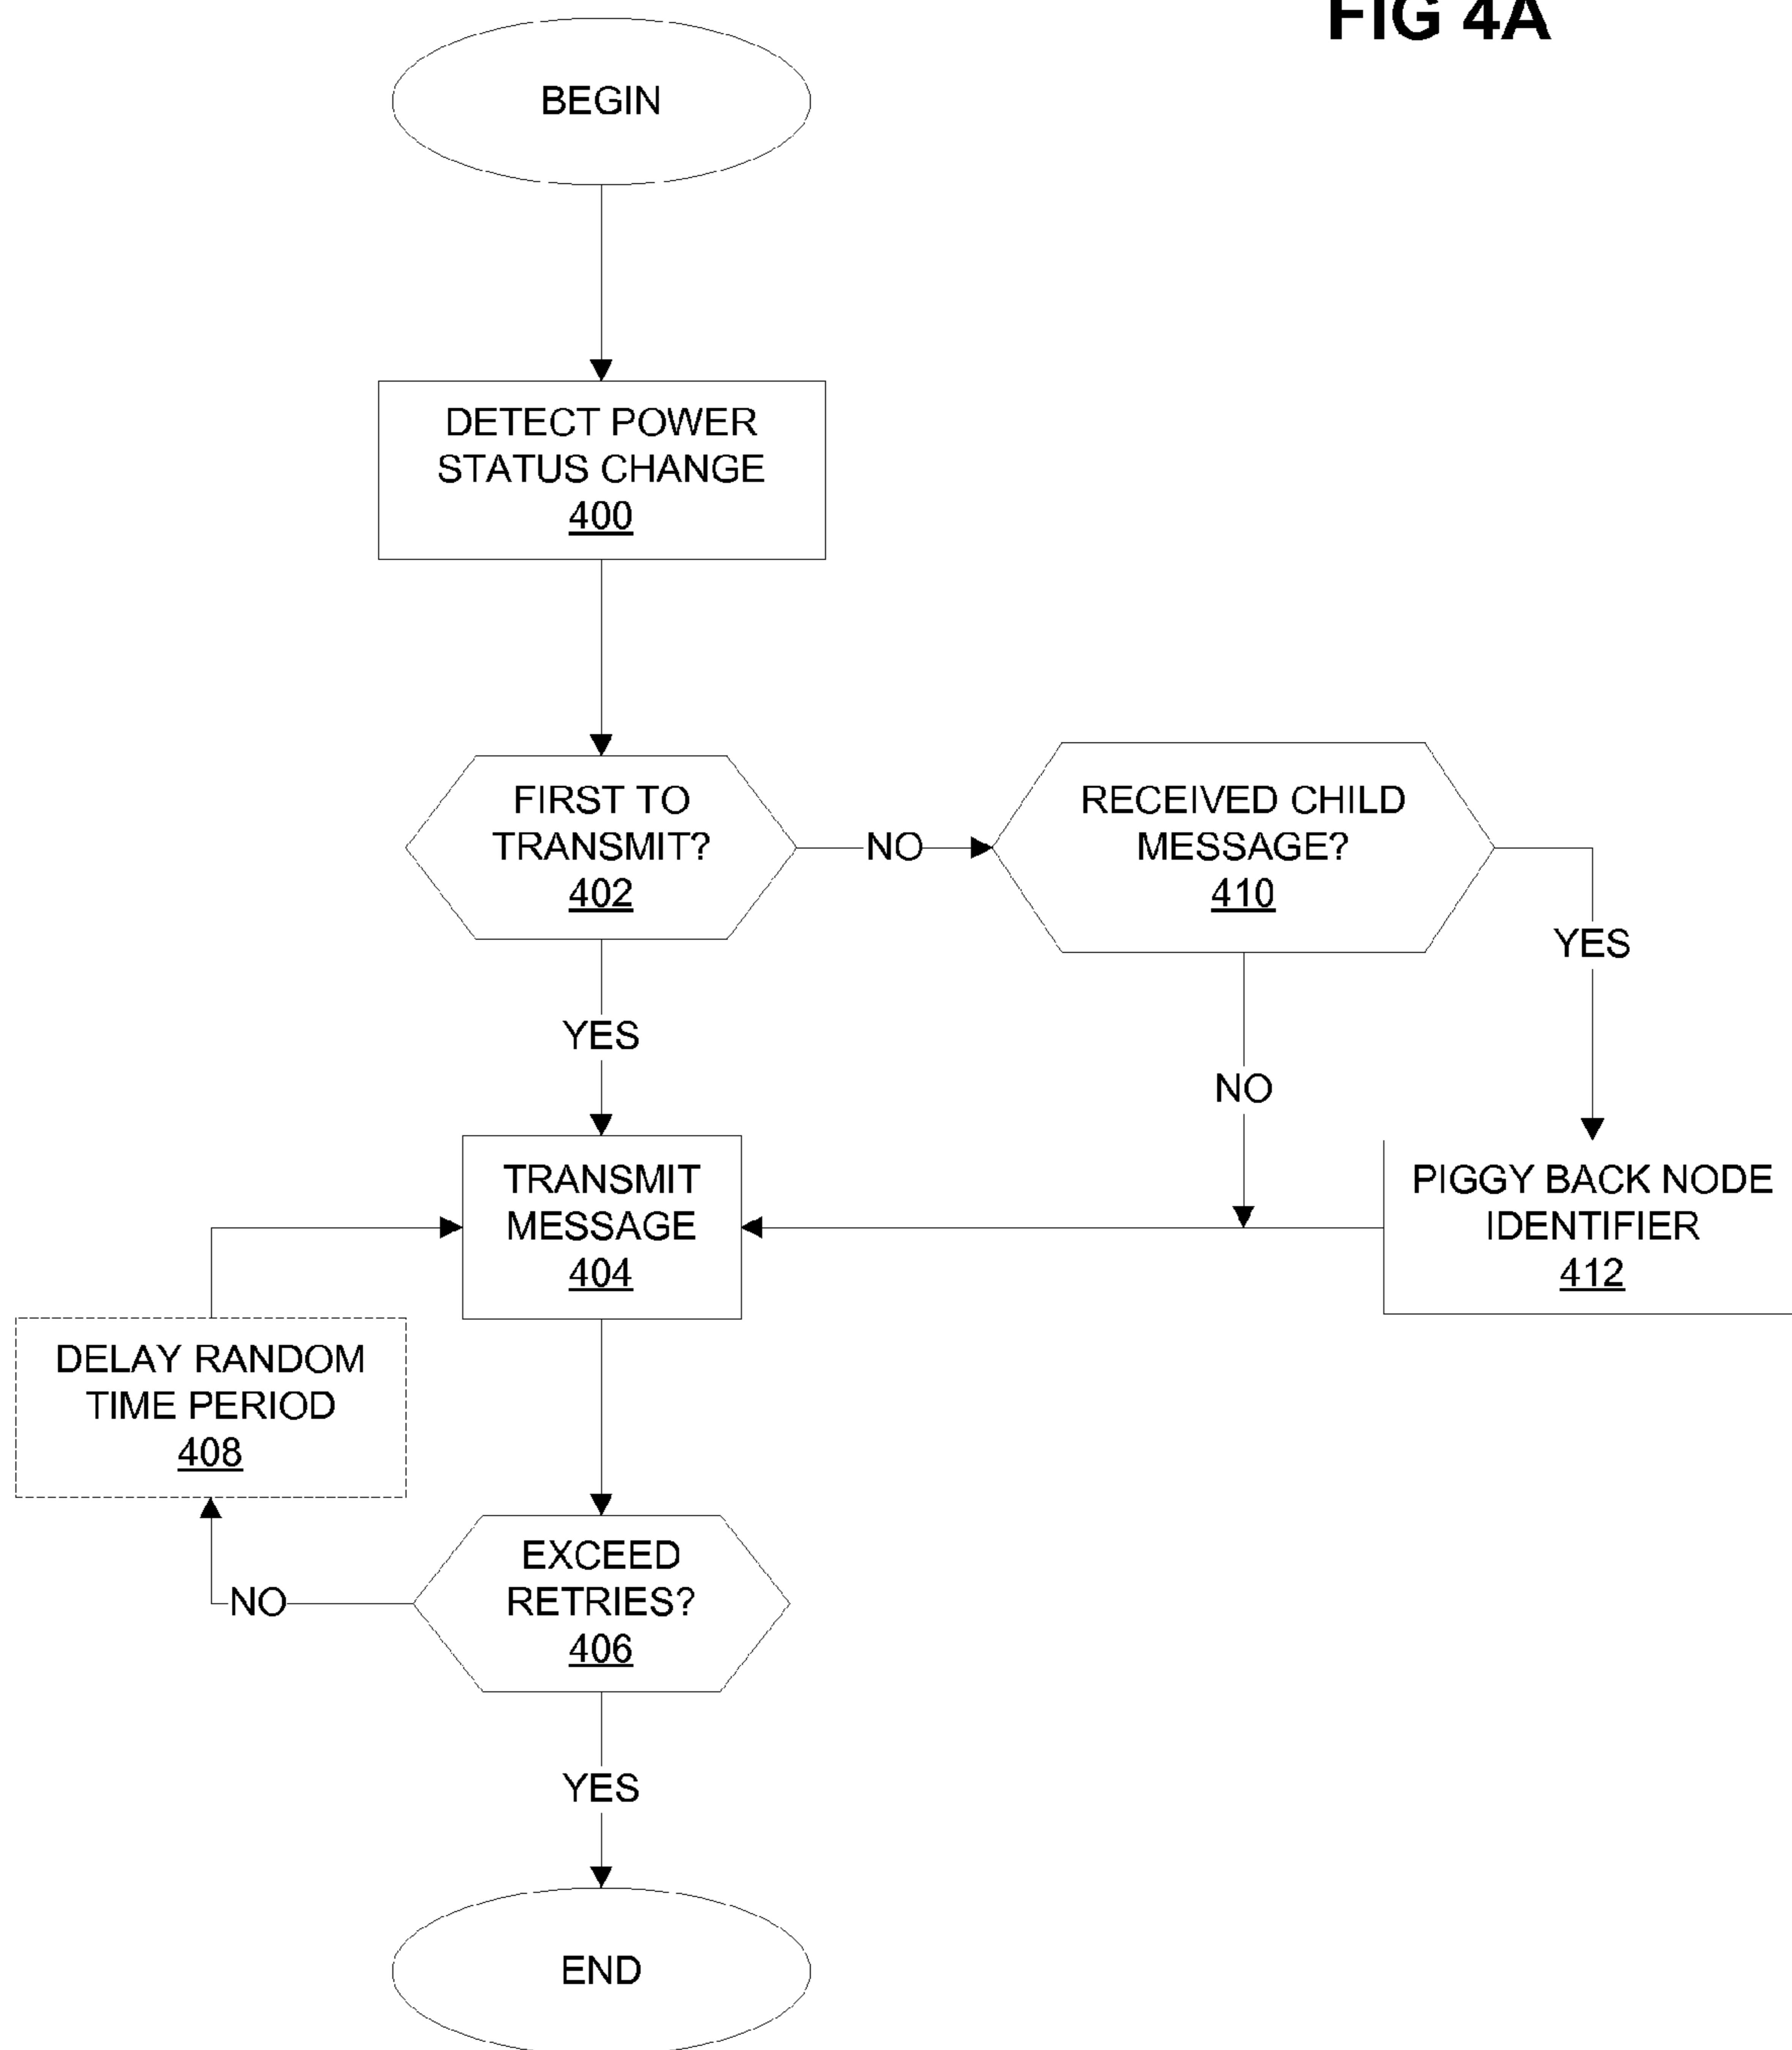 FIG 4A
BEGIN
DETECT POWER
STATUS CHANGE
400
FIRST TO
TRANSMIT?
402
NO
RECEIVED CHILD
MESSAGE?
410
YES
YES
NO
TRANSMIT
MESSAGE
404
PIGGY BACK NODE
IDENTIFIER
412
DELAY RANDOM
TIME PERIOD
408
EXCEED
RETRIES?
406
NO
YES
END